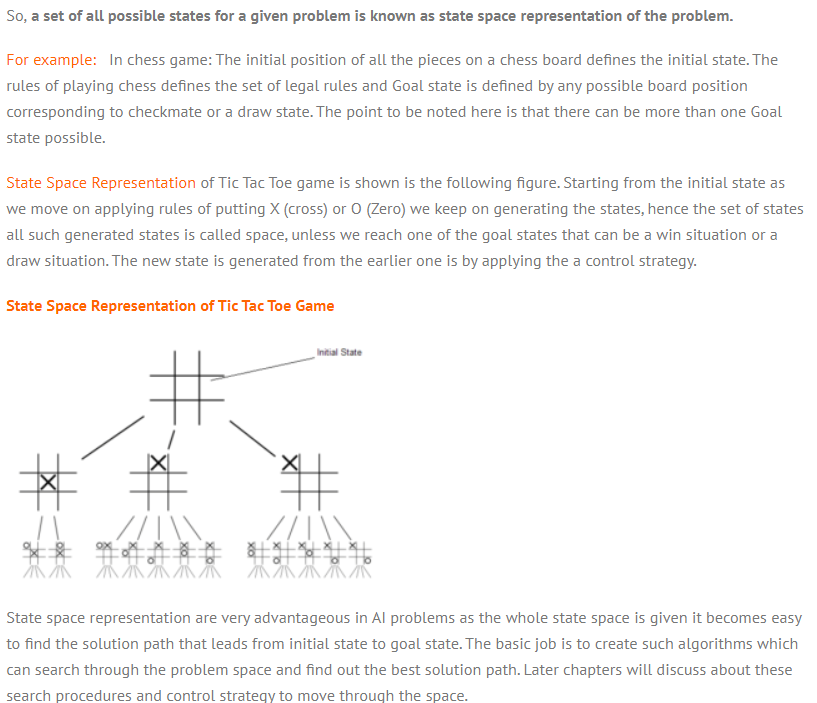 So, a set of all possible states for a given problem is known as state space representation of the problem.
For example: In chess game: The initial position of all the pieces on a chess board defines the initial state. The
rules of playing chess defines the set of legal rules and Goal state is defined by any possible board position
corresponding to checkmate or a draw state. The point to be noted here is that there can be more than one Goal
state possible.
State Space Representation of Tic Tac Toe game is shown is the following figure. Starting from the initial state as
we move on applying rules of putting X (cross) or O (Zero) we keep on generating the states, hence the set of states
all such generated states is called space, unless we reach one of the goal states that can be a win situation or a
draw situation. The new state is generated from the earlier one is by applying the a control strategy.
State Space Representation of Tic Tac Toe Game
Initial State
State space representation are very advantageous in AI problems as the whole state space is given it becomes easy
to find the solution path that leads from initial state to goal state. The basic job is to create such algorithms which
can search through the problem space and find out the best solution path. Later chapters will discuss about these
search procedures and control strategy to move through the space.